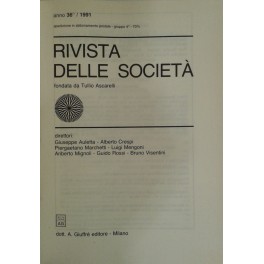 anno 36° / 1991
RIVISTA
DELLE SOCIETÀ
fondata da Tullio Ascarelli
direttori:
Giuseppe Auletta - Alberto Crespi
Piergaetano Marchetti - Luigi Mengoni
Ariberto Mignoli - Guido Rossi - Bruno Visentini
dott. A. Giuffrè editore - Milano